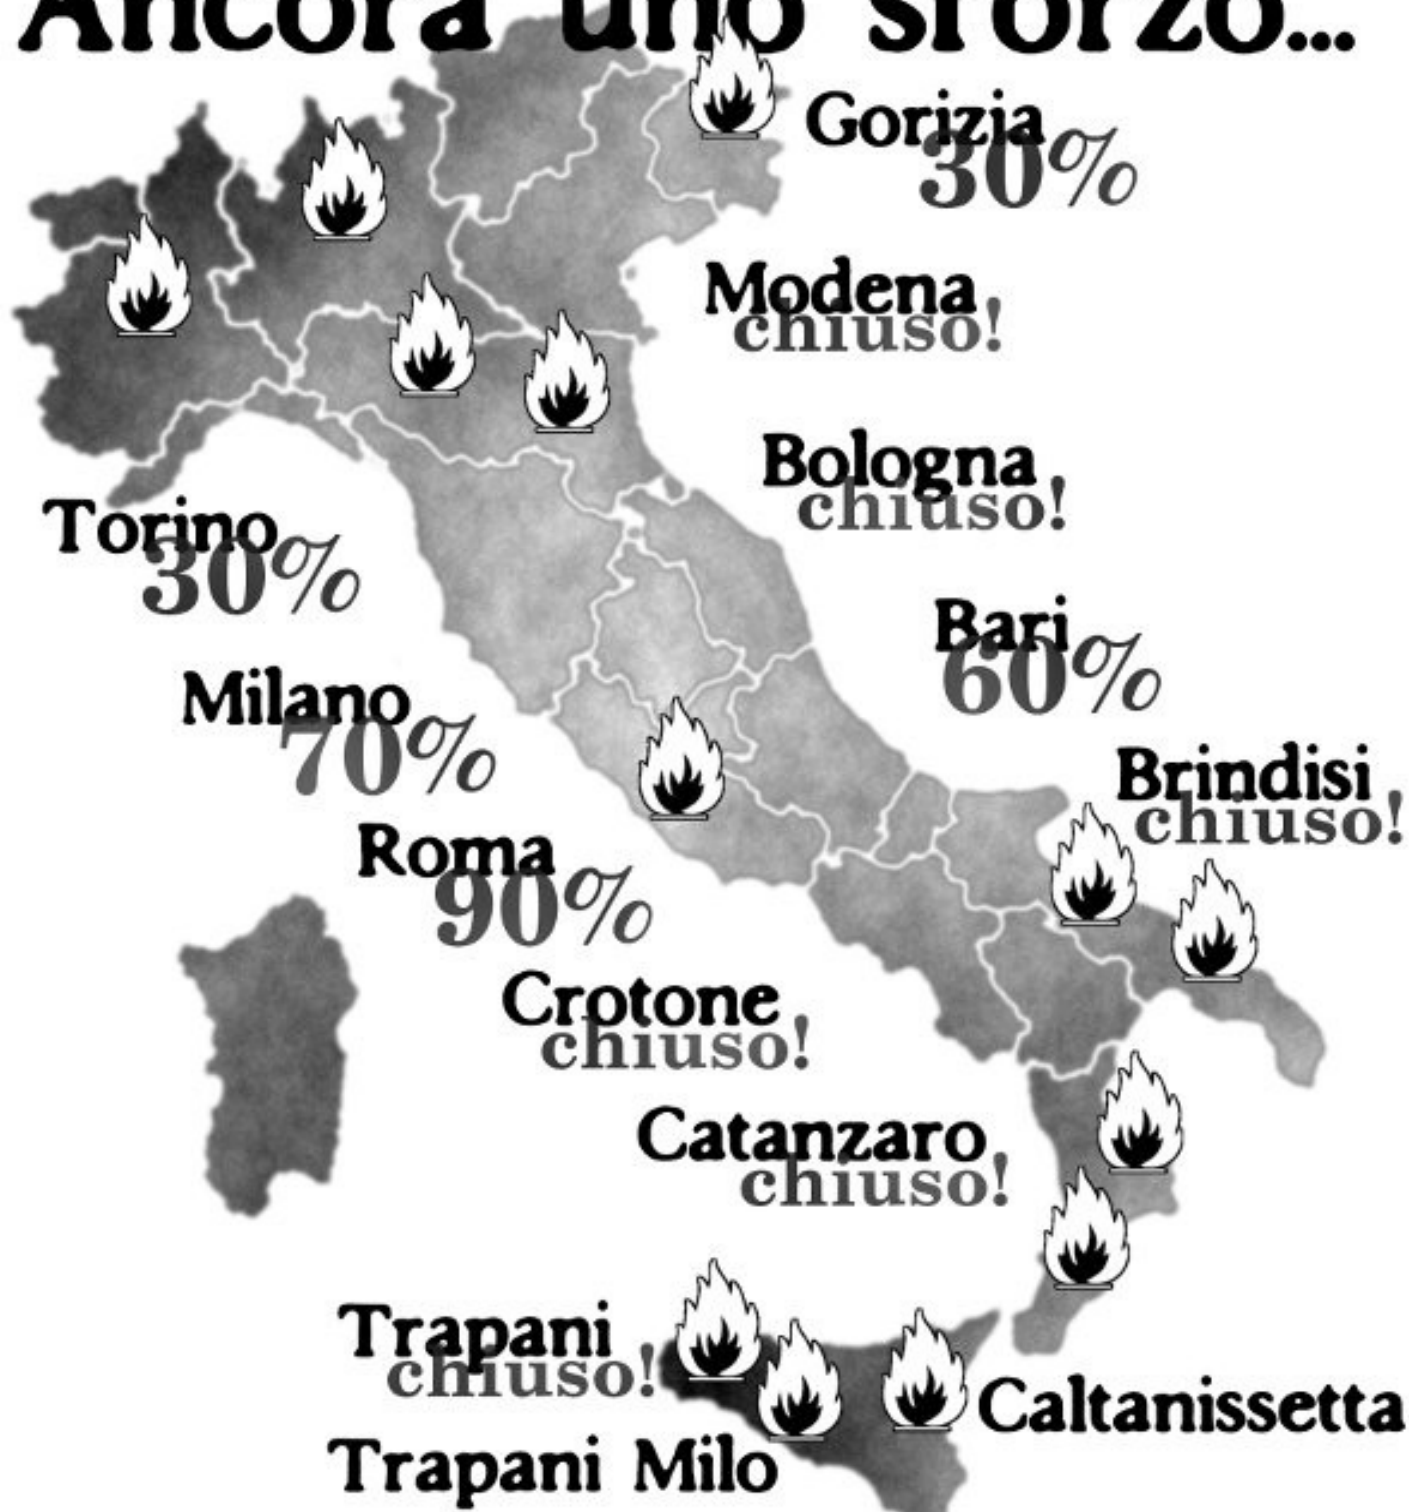 Ancora uno sforzo...
Gorizia
30%
Modena
chiuso!
Bologna
chiuso!
Torino
30%
Bari
60%
Milano
70%
Brindisi
chiuso!
Roma
90%
Crotone
chiuso!
Catanzaro
chiuso!
Trapani
chiuso!
Caltanissetta
Trapani Milo